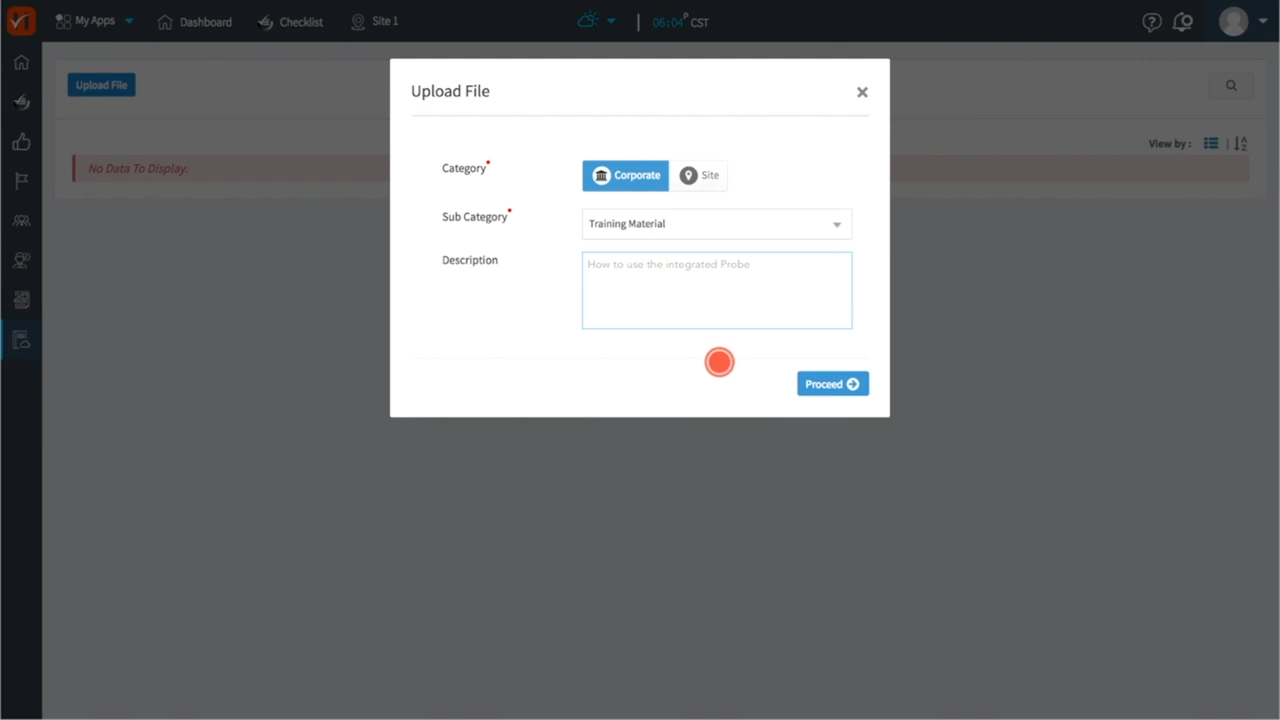 My Apps
Dashboard
Checklist
Site 1
06:04 P CST
Upload File
Upload File
Category*
Corporate
Site
View by :
No Data To Display.
Sub Category*
Training Material
Description
How to use the integrated Probe
Proceed